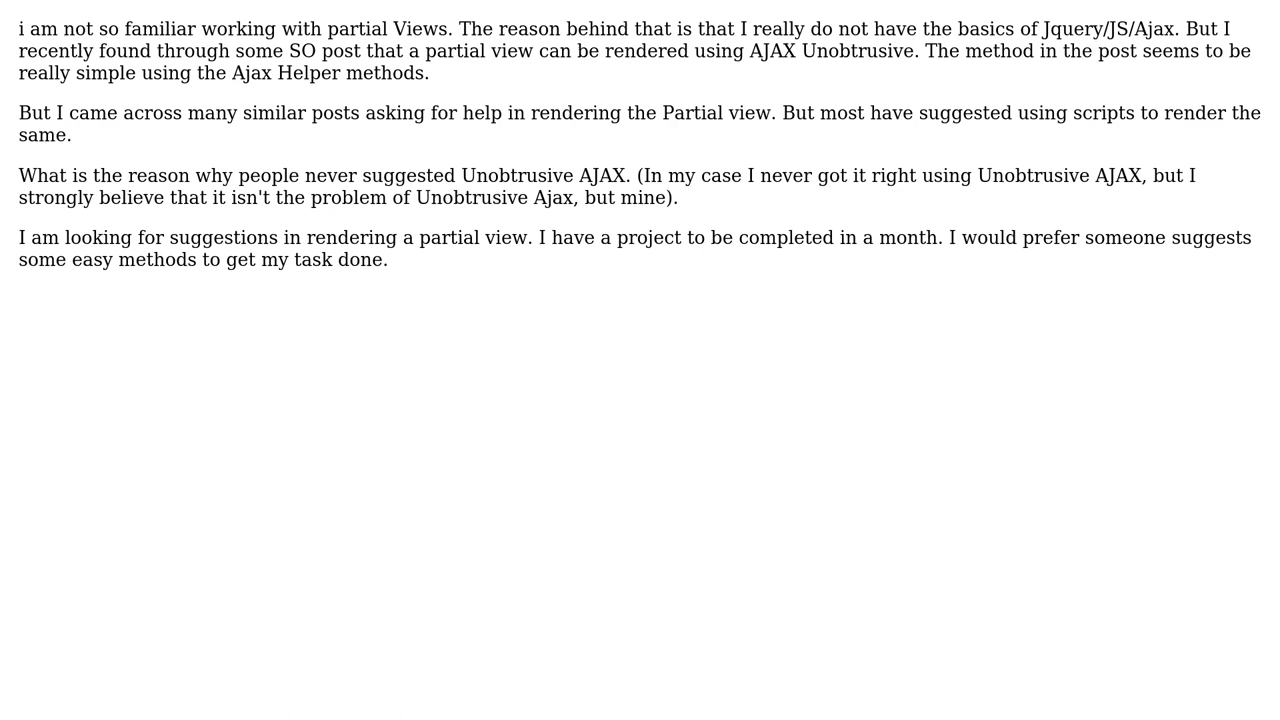 i am not so familiar working with partial Views. The reason behind that is that I really do not have the basics of Jquery/JS/Ajax. But I
recently found through some SO post that a partial view can be rendered using AJAX Unobtrusive. The method in the post seems to be
really simple using the Ajax Helper methods.
But I came across many similar posts asking for help in rendering the Partial view. But most have suggested using scripts to render the
same.
What is the reason why people never suggested Unobtrusive AJAX. (In my case I never got it right using Unobtrusive AJAX, but I
strongly believe that it isn't the problem of Unobtrusive Ajax, but mine).
I am looking for suggestions in rendering a partial view. I have a project to be completed in a month. I would prefer someone suggests
some easy methods to get my task done.